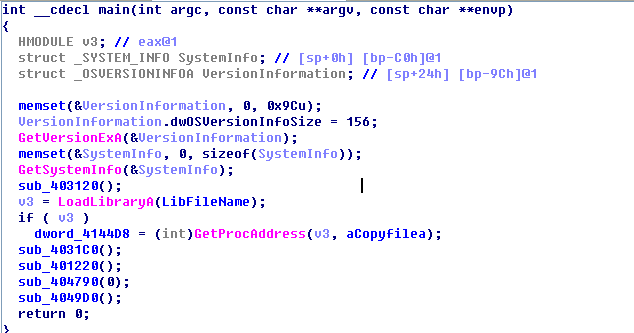 int __cdecl main(int argc, const char **argv, const char **envp)
{
HMODULE v3; // eax@1
struct _SYSTEM_INFO SystemInfo; // [sp+0h] [bp-C0h]@1
struct _OSVERSIONINFOA VersionInformation; // [sp+24h] [bp-9Ch]@1
memset(&VersionInformation, 0, 0x9Cu);
VersionInformation.dwOSVersionInfoSize = 156;
GetVersionExA(&VersionInformation);
memset(&SystemInfo, 0, sizeof(SystemInfo));
GetSystemInfo(&SystemInfo);
sub_403120();
v3 = LoadLibraryA(LibFileName);
if ( v3 )
dword_4144D8 = (int)GetProcAddress(v3, aCopyfilea);
sub_4031C0();
sub_401220();
sub_404790(0);
sub_4049D0();
return 0;
}